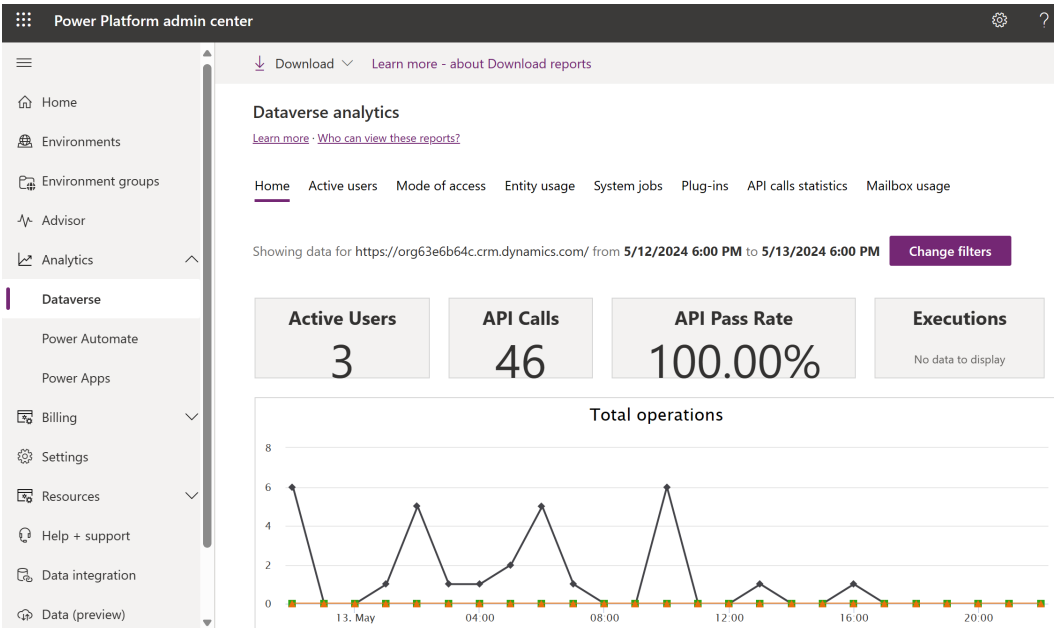 Power Platform admin center
?
Download
Learn more - about Download reports
Home
Environments
Environment groups
Advisor
Analytics
Dataverse
Power Automate
Power Apps
Billing
Settings
Resources
Help + support
Data integration
Data (preview)
Dataverse analytics
Learn more · Who can view these reports?
Home Active users Mode of access Entity usage System jobs Plug-ins API calls statistics Mailbox usage
Showing data for https://org63e6b64c.crm.dynamics.com/ from 5/12/2024 6:00 PM to 5/13/2024 6:00 PM
Change filters
Active Users
3
API Calls
46
API Pass Rate
100.00%
Executions
No data to display
Total operations
8
6
4
2
0
13. May 04:00 08:00 12:00 16:00 20:00